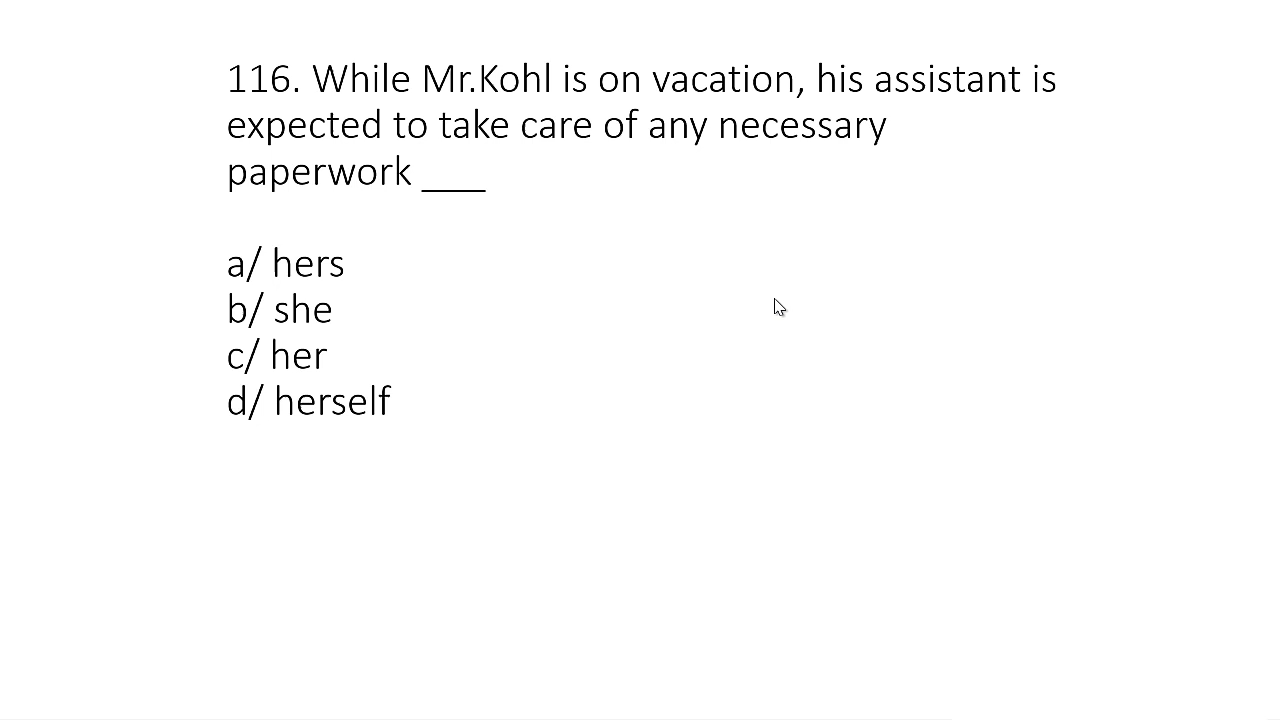 116. While Mr.Kohl is on vacation, his assistant is
expected to take care of any necessary
paperwork ____
a/ hers
b/ she
c/ her
d/ herself